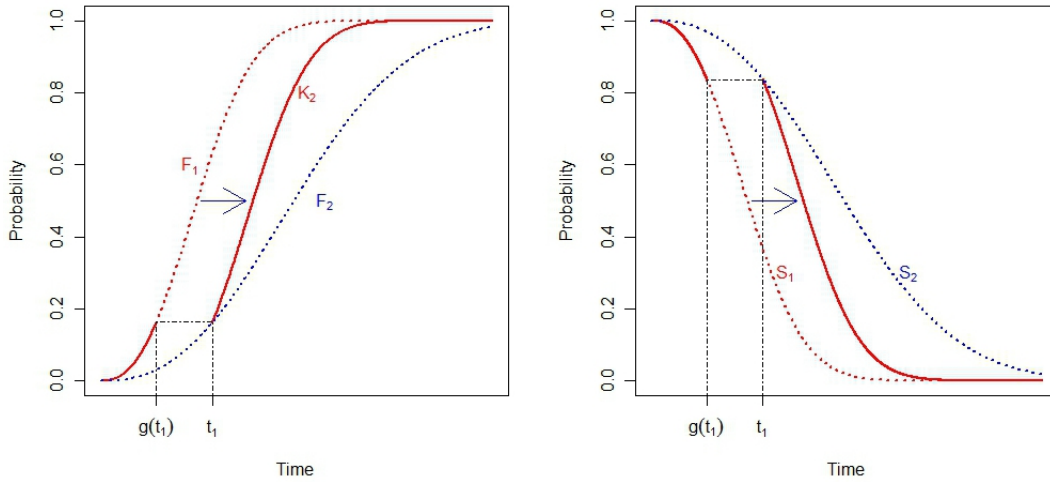 Probability
1.0
0.8
0.6
0.4
0.2
0.0
F₁
K₂
F₂
g(t₁)
t₁
Time
Probability
1.0
0.8
0.6
0.4
0.2
0.0
S₁
S₂
g(t₁)
t₁
Time